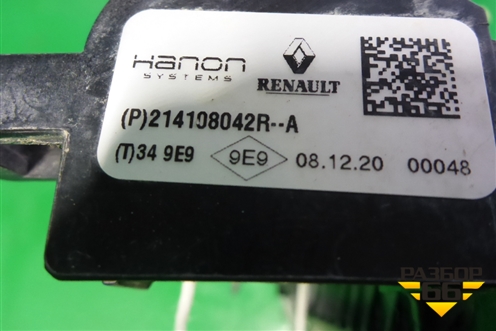 Hanon
SYSTEMS
RENAULT
(P)214108042R--A
(T)34 9E9
9E9
08.12.20
00048
РАЗБОР
66